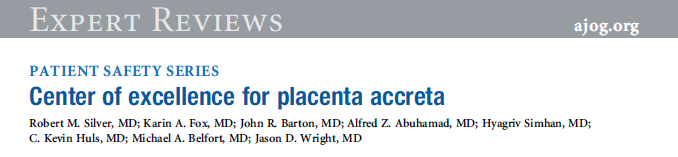 EXPERT REVIEWS
ajog.org
PATIENT SAFETY SERIES
Center of excellence for placenta accreta
Robert M. Silver, MD; Karin A. Fox, MD; John R. Barton, MD; Alfred Z. Abuhamad, MD; Hyagriv Simhan, MD;
C. Kevin Huls, MD; Michael A. Belfort, MD; Jason D. Wright, MD